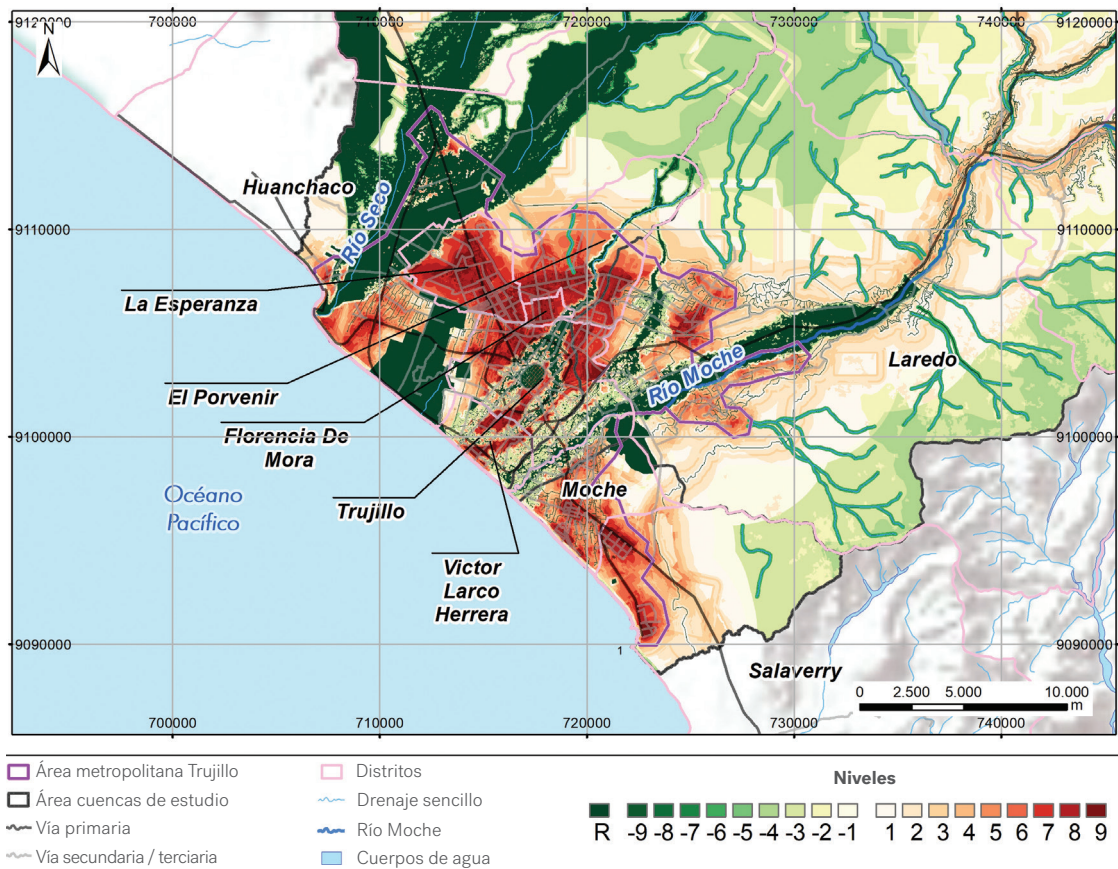 9120000
700000
710000
720000
730000
740000
9120000
N
Huanchaco
Río Seco
9110000
9110000
La Esperanza
El Porvenir
Río Moche
Laredo
Florencia De
Mora
9100000
9100000
Océano
Pacífico
Trujillo
Moche
Victor
Larco
Herrera
9090000
1
9090000
Salaverry
0 2.500 5.000 10.000
m
700000
710000
720000
730000
740000
Área metropolitana Trujillo
Área cuencas de estudio
Vía primaria
Vía secundaria / terciaria
Distritos
Drenaje sencillo
Río Moche
Cuerpos de agua
Niveles
R -9 -8 -7 -6 -5 -4 -3 -2 -1 1 2 3 4 5 6 7 8 9